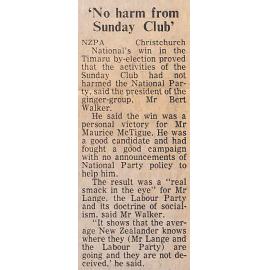 ‘No harm from
Sunday Club’
NZPA Christchurch
National's win in the
Timaru by-election proved
that the activities of the
Sunday Club had not
harmed the National Par-
ty, said the president of the
ginger-group, Mr Bert
Walker.
He said the win was a
personal victory for Mr
Maurice McTigue. He was
a good candidate and had
fought a good campaign
with no announcements of
National Party policy to
help him.
The result was a “real
smack in the eye” for Mr
Lange, the Labour Party
and its doctrine of social-
ism, said Mr Walker.
“It shows that the aver-
age New Zealander knows
where they (Mr Lange and
the Labour Party) are
going and they are not de-
ceived,’ he said.